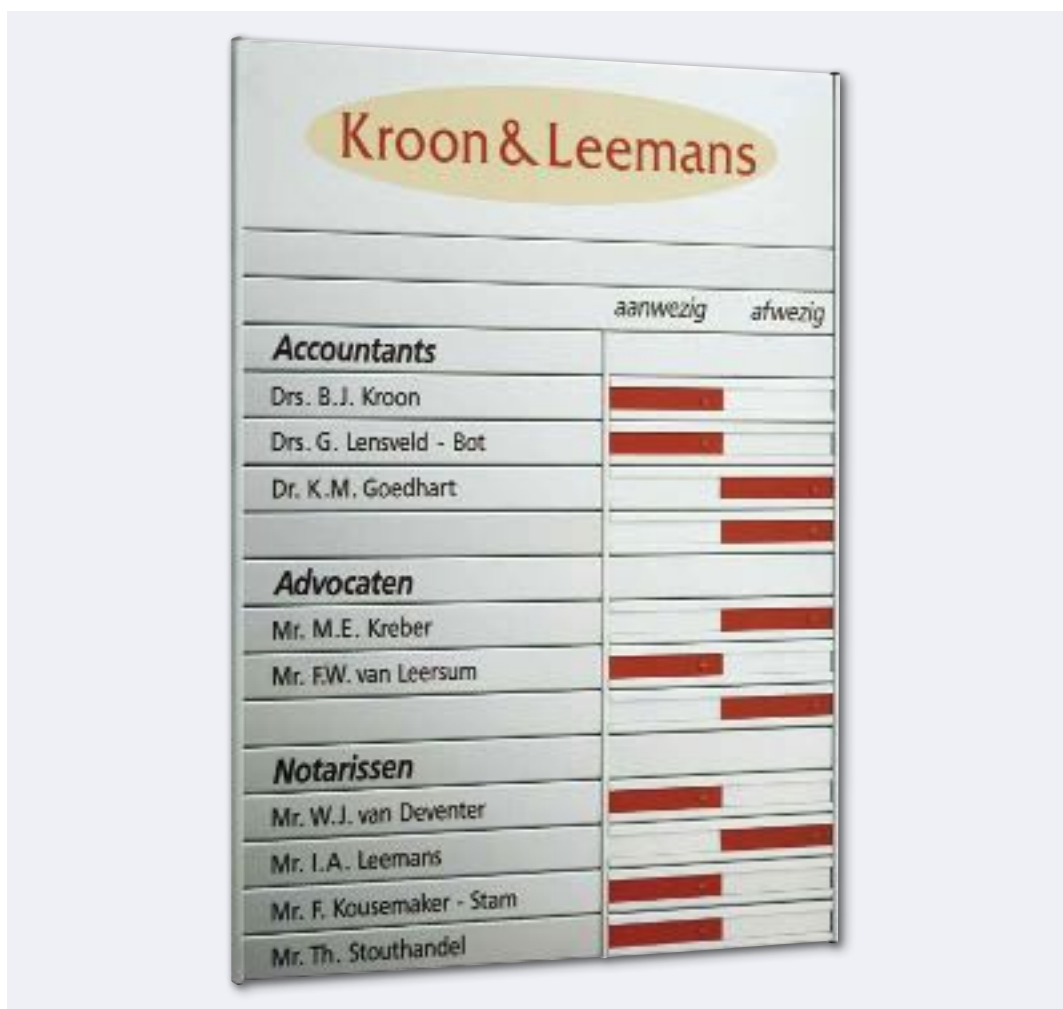 Kroon & Leemans
aanwezig afwezig
Accountants
Drs. B.J. Kroon
Drs. G. Lensveld - Bot
Dr. K.M. Goedhart
Advocaten
Mr. M.E. Kreber
Mr. F.W. van Leersum
Notarissen
Mr. W.J. van Deventer
Mr. I.A. Leemans
Mr. F. Kousemaker - Stam
Mr. Th. Stouthandel